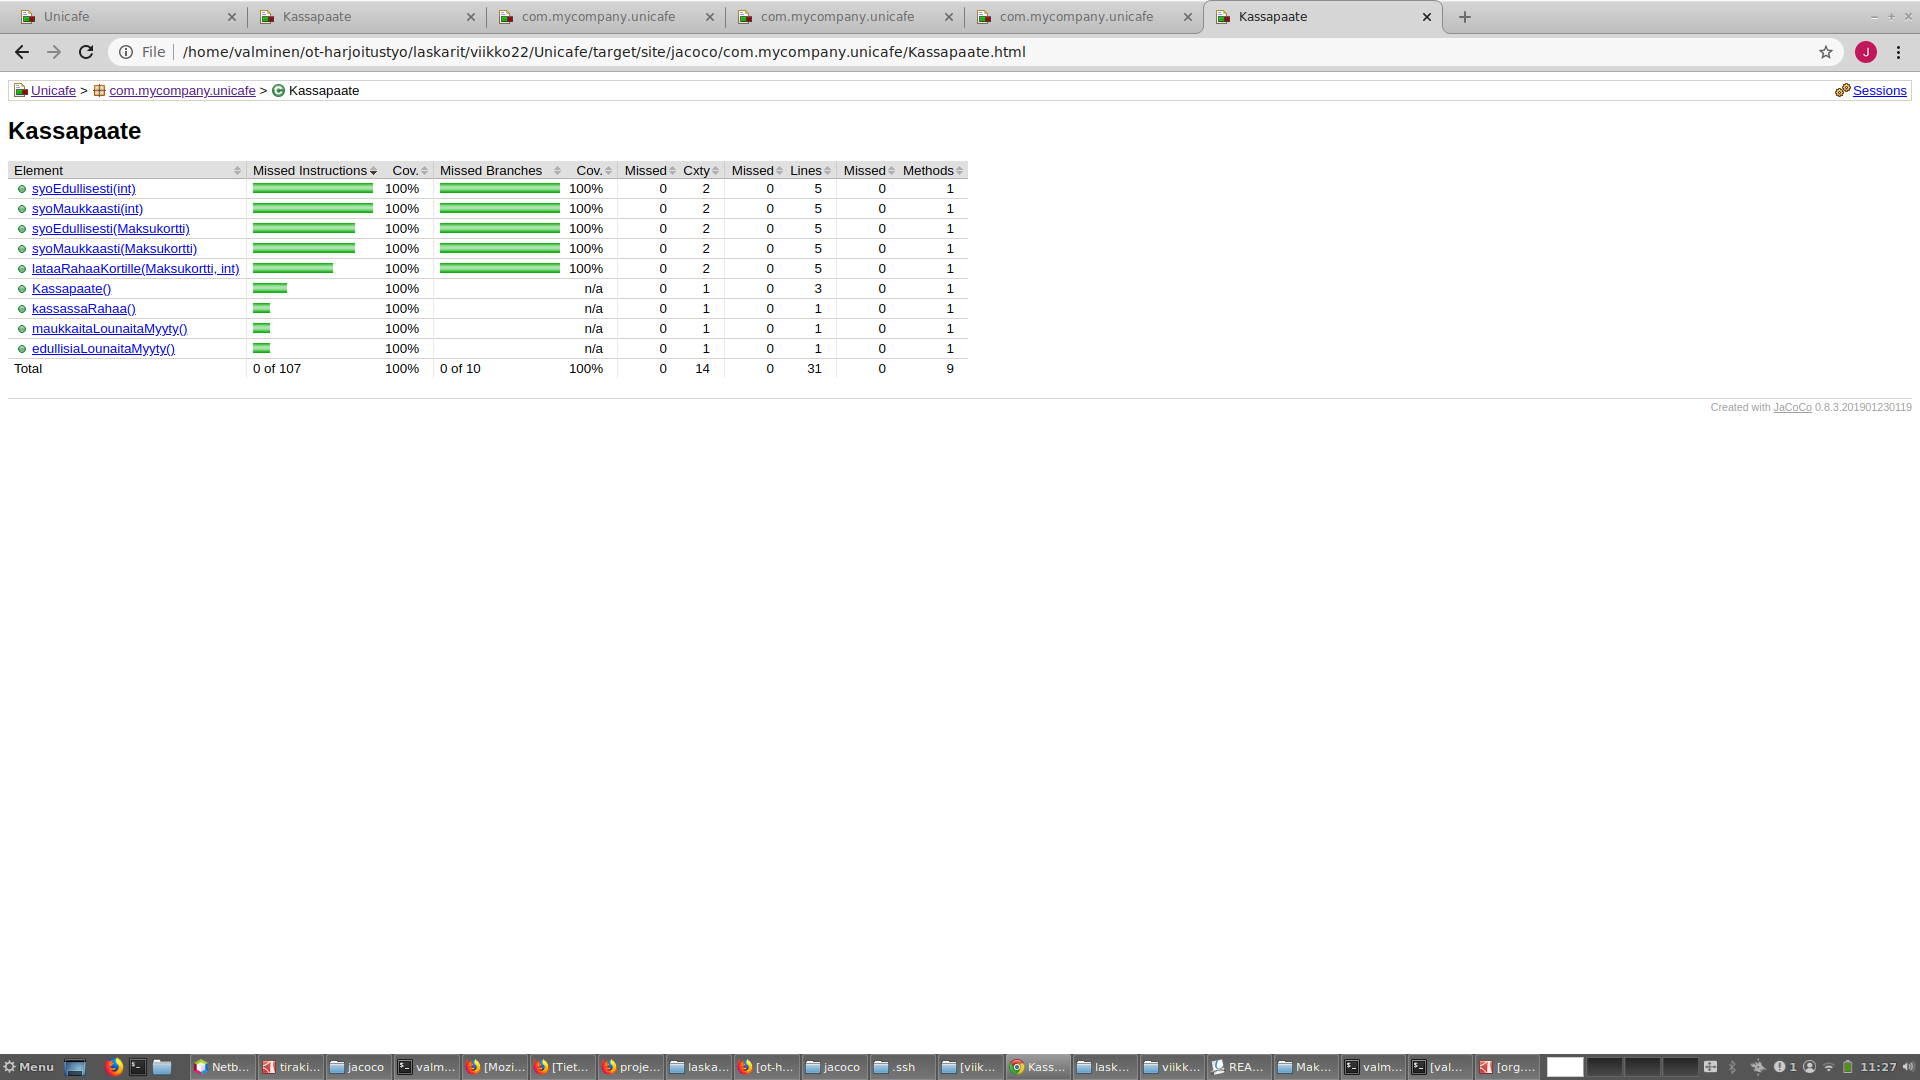 Unicafe Kassapaate com.mycompany.unicafe com.mycompany.unicafe com.mycompany.unicafe Kassapaate
File /home/valminen/ot-harjoitustyo/laskarit/viikko22/Unicafe/target/site/jacoco/com.mycompany.unicafe/Kassapaate.html J
Unicafe > com.mycompany.unicafe > Kassapaate Sessions
Kassapaate
Element Missed Instructions Cov. Missed Branches Cov. Missed Cxty Missed Lines Missed Methods
syoEdullisesti(int) 100% 100% 0 2 0 5 0 1
syoMaukkaasti(int) 100% 100% 0 2 0 5 0 1
syoEdullisesti(Maksukortti) 100% 100% 0 2 0 5 0 1
syoMaukkaasti(Maksukortti) 100% 100% 0 2 0 5 0 1
lataaRahaaKortille(Maksukortti, int) 100% 100% 0 2 0 5 0 1
Kassapaate() 100% n/a 0 1 0 3 0 1
kassassaRahaa() 100% n/a 0 1 0 1 0 1
maukkaitaLounaitaMyyty() 100% n/a 0 1 0 1 0 1
edullisiaLounaitaMyyty() 100% n/a 0 1 0 1 0 1
Total 0 of 107 100% 0 of 10 100% 0 14 0 31 0 9
Created with JaCoCo 0.8.3.201901230119
Menu Netb... tiraki... jacoco valm... [Mozi... [Tiet... proje... laska... [ot-h... jacoco .ssh [viik... Kass... lask... viikk... REA... Mak... valm... [val... [org.... 1 11:27